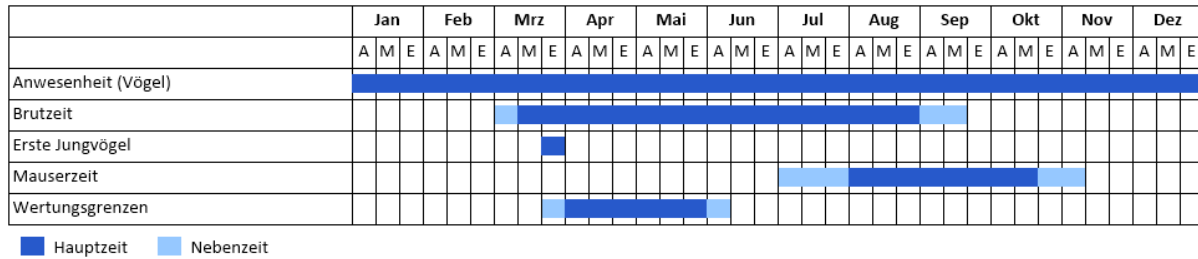 Jan Feb Mrz Apr Mai Jun Jul Aug Sep Okt Nov Dez
A M E A M E A M E A M E A M E A M E A M E A M E A M E A M E A M E A M E
Anwesenheit (Vögel)
Brutzeit
Erste Jungvögel
Mauserzeit
Wertungsgrenzen
Hauptzeit Nebenzeit